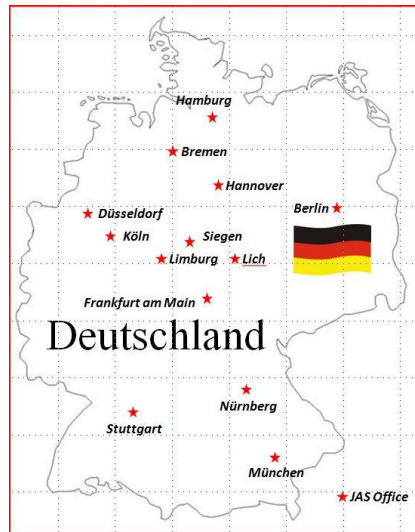 Hamburg
Bremen
Hannover
Düsseldorf
Berlin
Köln
Siegen
Limburg
Lich
Frankfurt am Main
Deutschland
Nürnberg
Stuttgart
München
JAS Office